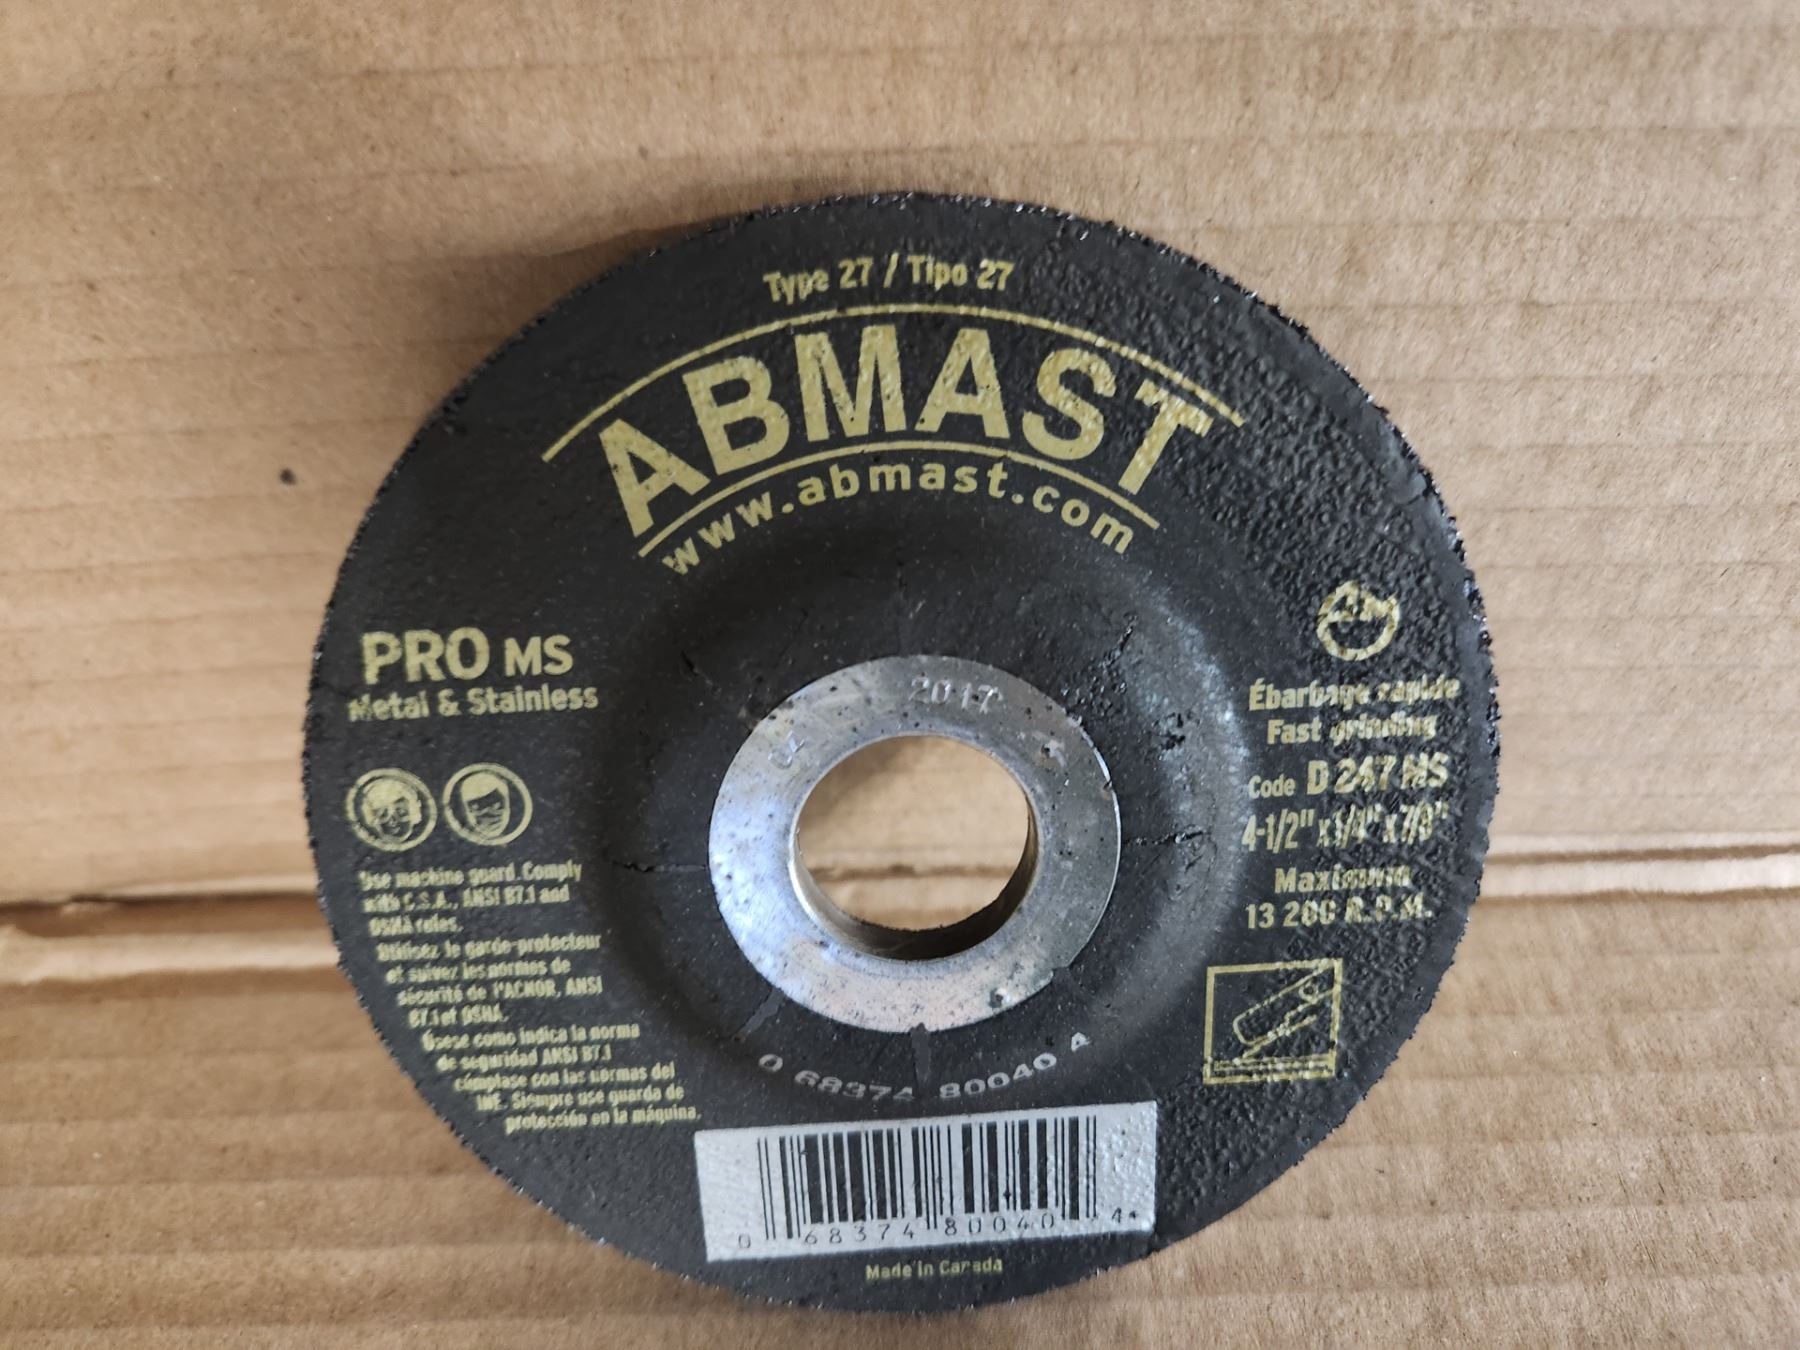 Type 27 / Tipo 27
ABMAST
www.abmast.com
PRO MS
Metal & Stainless
Use machine guard. Comply
with C.S.A., ANSI B7.1 and
OSHA rules.
Utilisez le garde-protecteur
et suivez les normes de
sécurité de l'ACNOR, ANSI
B7.1 et OSHA.
Úsese como indica la norma
de seguridad ANSI B7.1
cúmplase con las normas del
INE. Siempre use guarda de
protección en la máquina.
2017
Ébarbage rapide
Fast grinding
Code D 247 MS
4-1/2" x 1/4" x 7/8"
Maximum
13 200 R.P.M.
0 68374 80040 4
0 68374 80040 4
Made in Canada